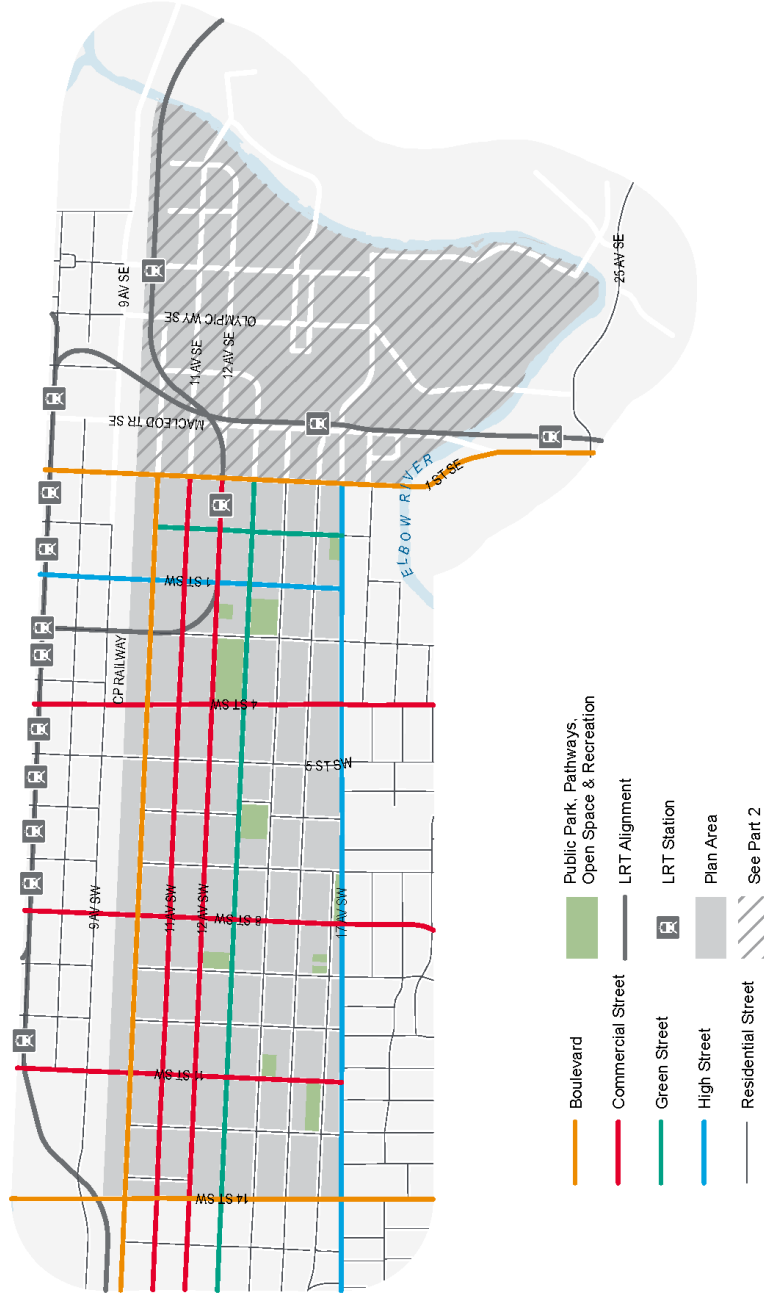 9 AV SE
OLYMPIC WY SE
11 AV SE
12 AV SE
25 AV SE
MACLEOD TR SE
1 ST SE
ELBOW RIVER
1 ST SW
CP RAILWAY
4 ST SW
5 ST SW
9 AV SW
11 AV SW
12 AV SW
8 ST SW
17 AV SW
11 ST SW
14 ST SW
Boulevard
Commercial Street
Green Street
High Street
Residential Street
Public Park, Pathways,
Open Space & Recreation
LRT Alignment
LRT Station
Plan Area
See Part 2